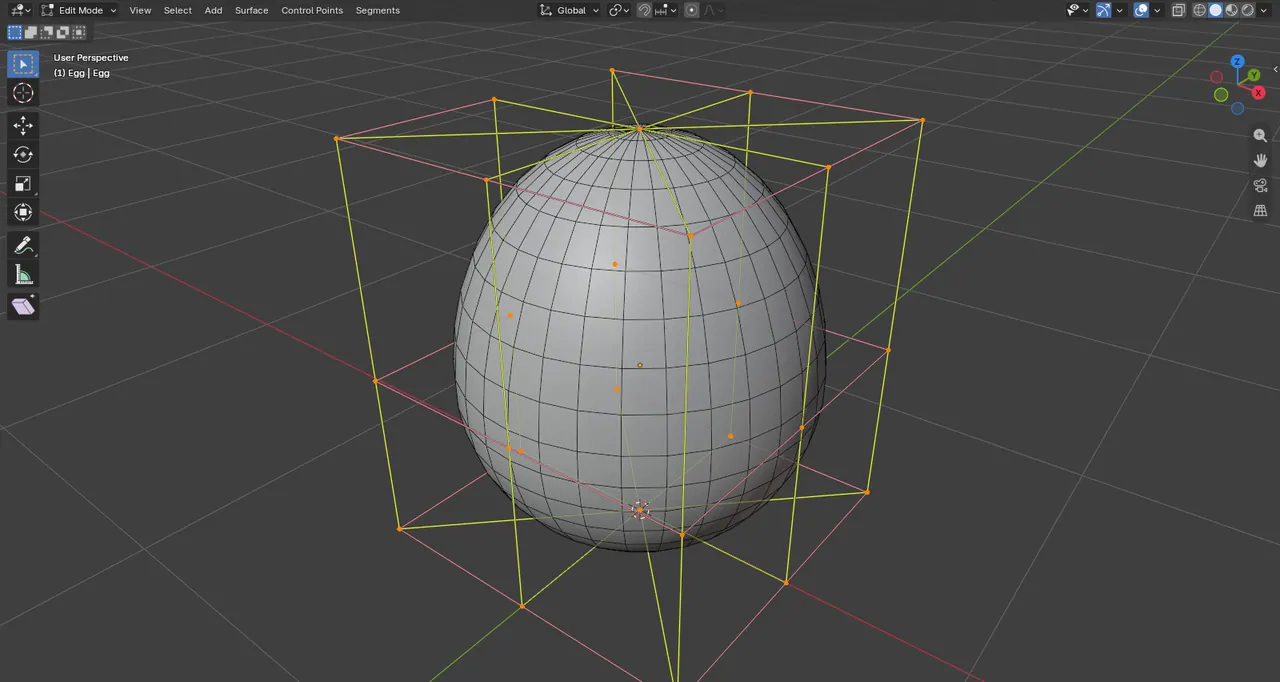 Edit Mode View Select Add Surface Control Points Segments Global
User Perspective
(1) Egg | Egg
Z
Y
X